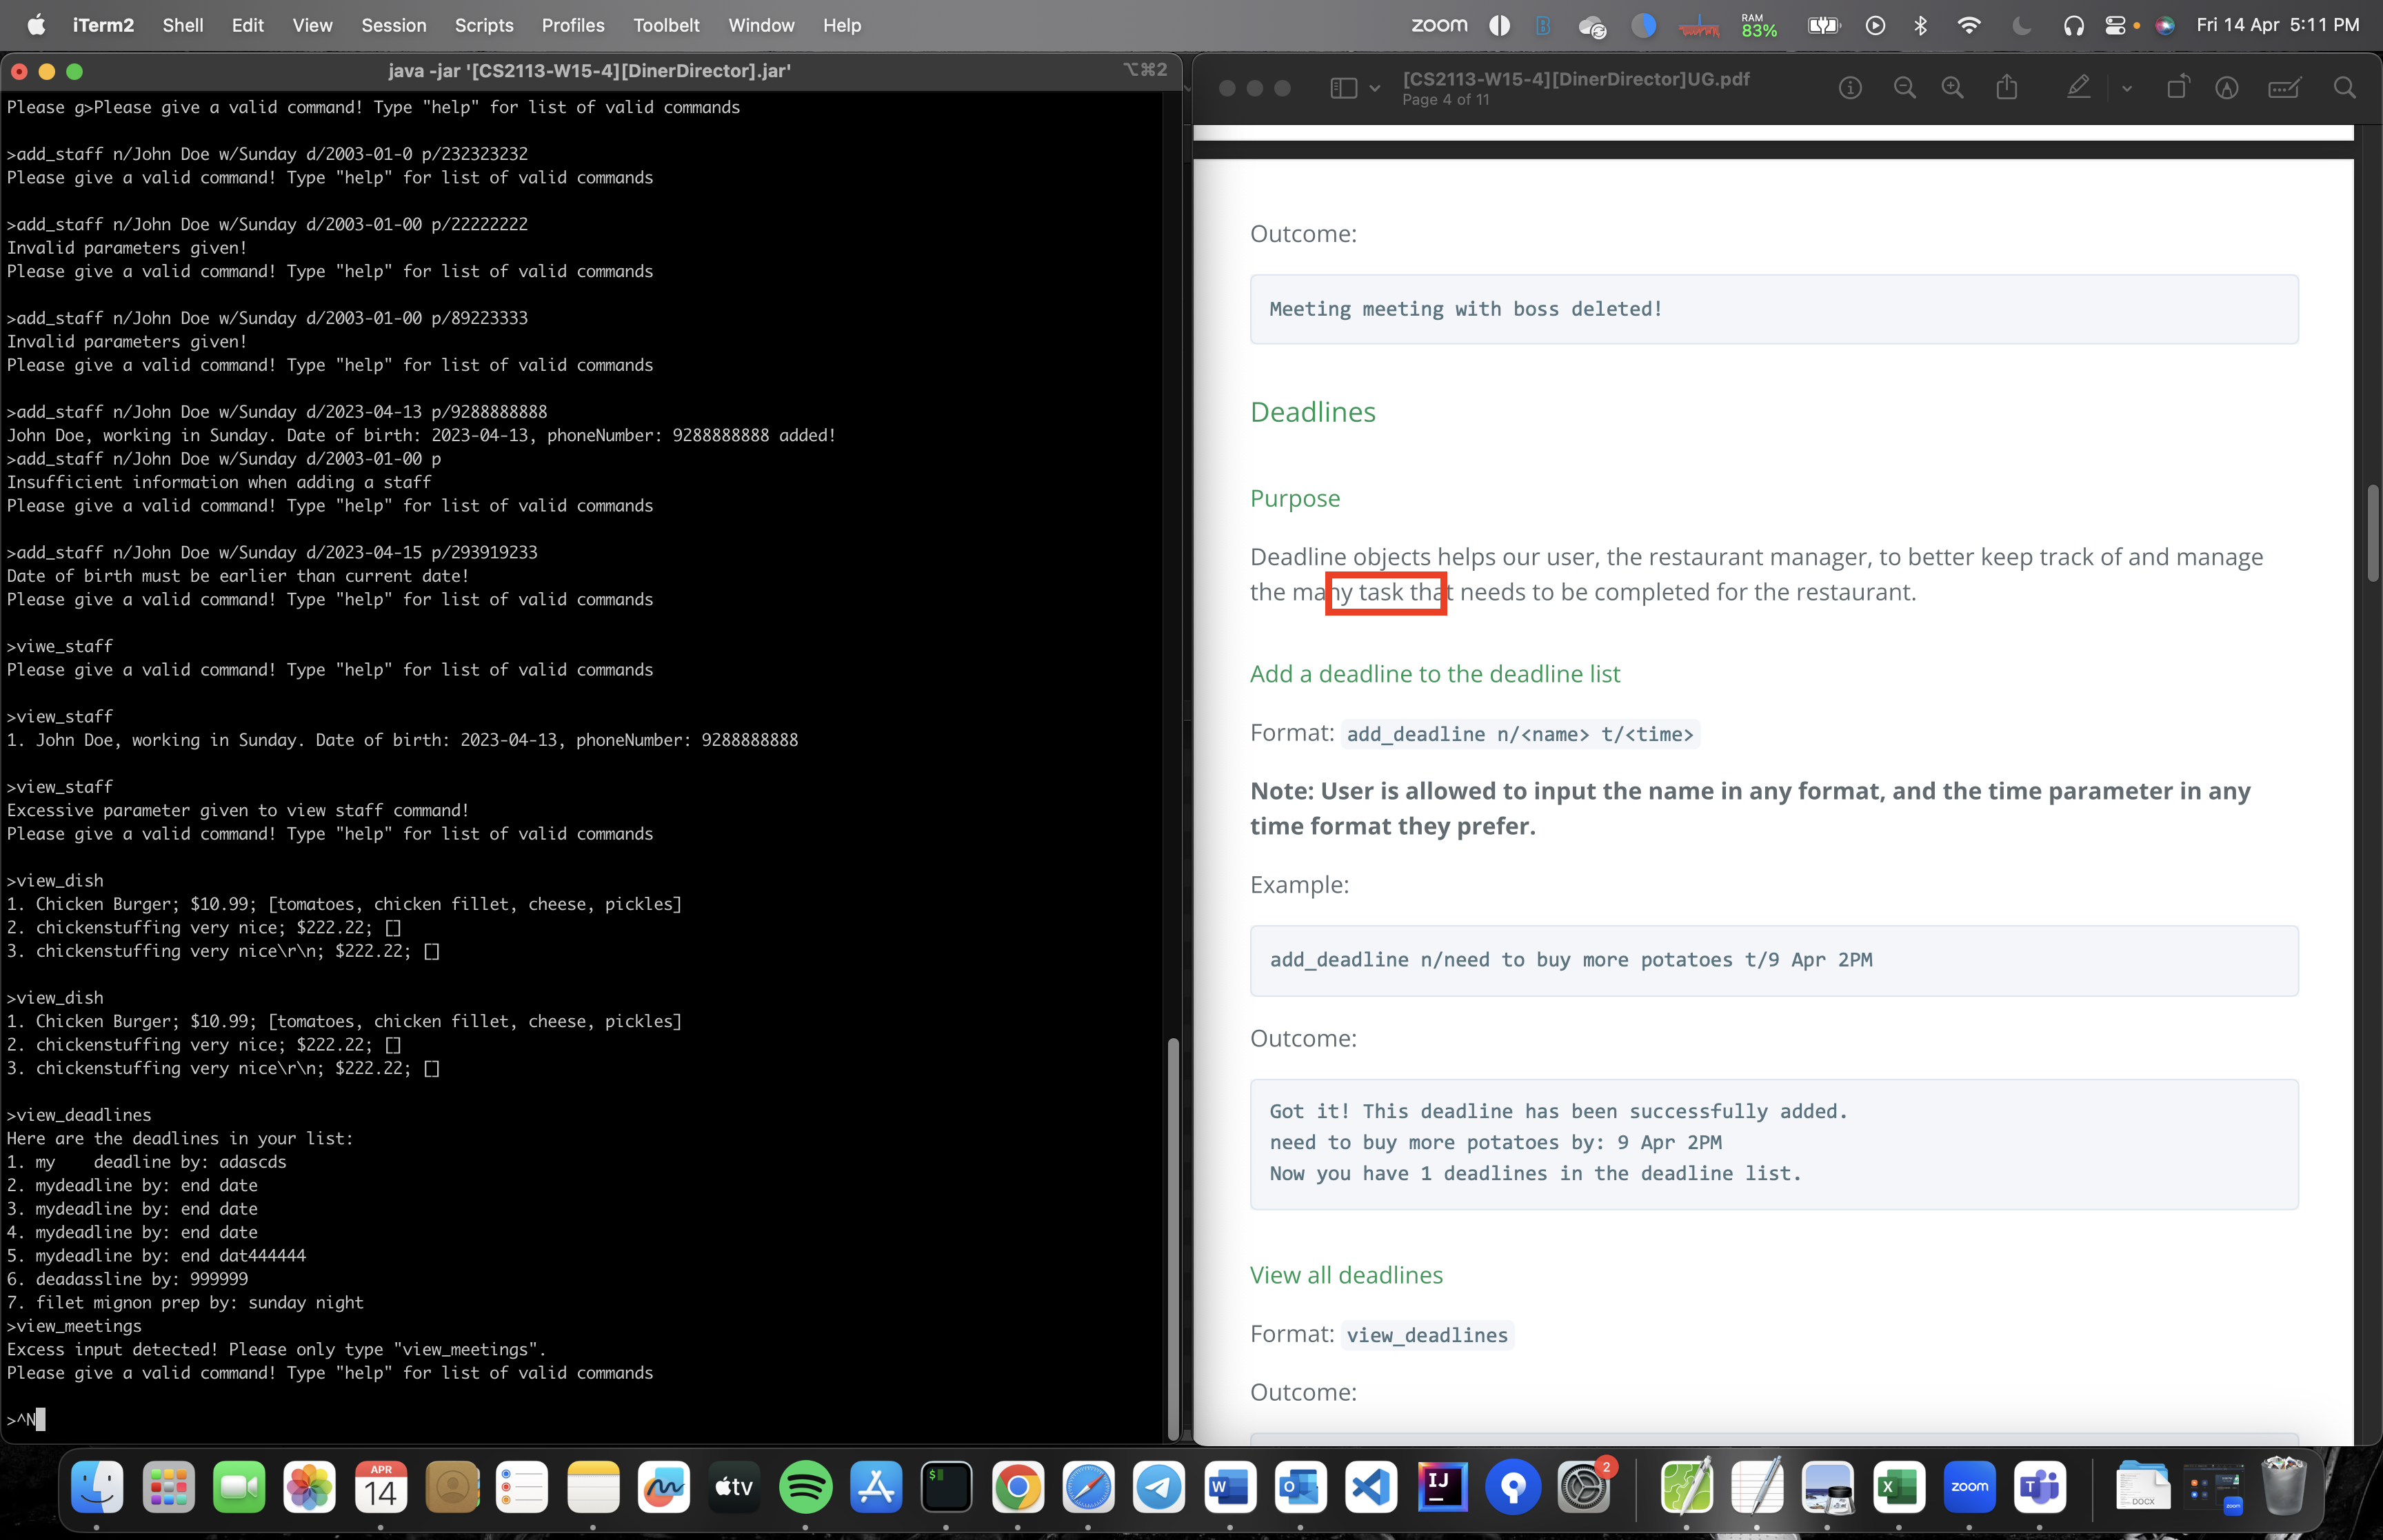 iTerm2 Shell Edit View Session Scripts Profiles Toolbelt Window Help
zoom RAM 83% Fri 14 Apr 5:11 PM
java -jar '[CS2113-W15-4][DinerDirector].jar'
⌥⌘2
Please g>Please give a valid command! Type "help" for list of valid commands
>add_staff n/John Doe w/Sunday d/2003-01-0 p/232323232
Please give a valid command! Type "help" for list of valid commands
>add_staff n/John Doe w/Sunday d/2003-01-00 p/22222222
Invalid parameters given!
Please give a valid command! Type "help" for list of valid commands
>add_staff n/John Doe w/Sunday d/2003-01-00 p/89223333
Invalid parameters given!
Please give a valid command! Type "help" for list of valid commands
>add_staff n/John Doe w/Sunday d/2023-04-13 p/9288888888
John Doe, working in Sunday. Date of birth: 2023-04-13, phoneNumber: 9288888888 added!
>add_staff n/John Doe w/Sunday d/2003-01-00 p
Insufficient information when adding a staff
Please give a valid command! Type "help" for list of valid commands
>add_staff n/John Doe w/Sunday d/2023-04-15 p/293919233
Date of birth must be earlier than current date!
Please give a valid command! Type "help" for list of valid commands
>viwe_staff
Please give a valid command! Type "help" for list of valid commands
>view_staff
1. John Doe, working in Sunday. Date of birth: 2023-04-13, phoneNumber: 9288888888
>view_staff
Excessive parameter given to view staff command!
Please give a valid command! Type "help" for list of valid commands
>view_dish
1. Chicken Burger; $10.99; [tomatoes, chicken fillet, cheese, pickles]
2. chickenstuffing very nice; $222.22; []
3. chickenstuffing very nice\r\n; $222.22; []
>view_dish
1. Chicken Burger; $10.99; [tomatoes, chicken fillet, cheese, pickles]
2. chickenstuffing very nice; $222.22; []
3. chickenstuffing very nice\r\n; $222.22; []
>view_deadlines
Here are the deadlines in your list:
1. my    deadline by: adascds
2. mydeadline by: end date
3. mydeadline by: end date
4. mydeadline by: end date
5. mydeadline by: end dat444444
6. deadassline by: 999999
7. filet mignon prep by: sunday night
>view_meetings
Excess input detected! Please only type "view_meetings".
Please give a valid command! Type "help" for list of valid commands
>^N
[CS2113-W15-4][DinerDirector]UG.pdf
Page 4 of 11
Outcome:
Meeting meeting with boss deleted!
Deadlines
Purpose
Deadline objects helps our user, the restaurant manager, to better keep track of and manage
the many task that needs to be completed for the restaurant.
Add a deadline to the deadline list
Format: add_deadline n/<name> t/<time>
Note: User is allowed to input the name in any format, and the time parameter in any
time format they prefer.
Example:
add_deadline n/need to buy more potatoes t/9 Apr 2PM
Outcome:
Got it! This deadline has been successfully added.
need to buy more potatoes by: 9 Apr 2PM
Now you have 1 deadlines in the deadline list.
View all deadlines
Format: view_deadlines
Outcome:
APR
14
tv
$
IJ
2
zoom
DOCX